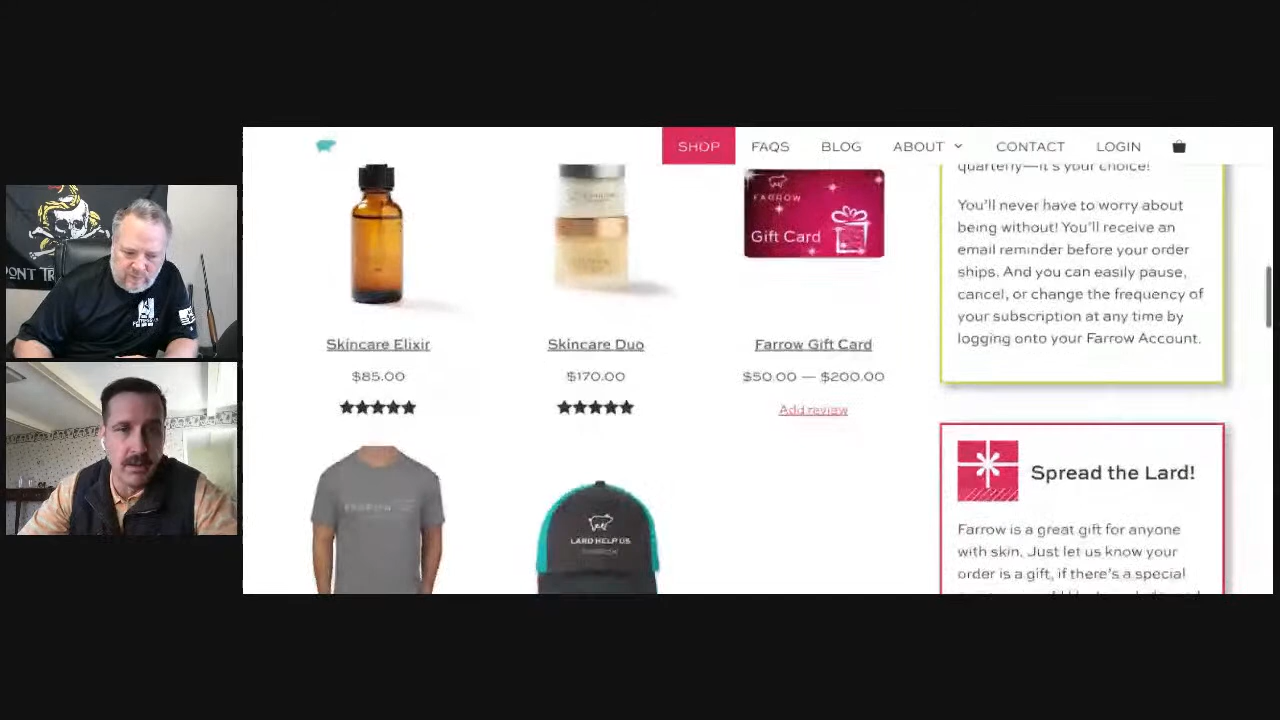 SHOP FAQS BLOG ABOUT CONTACT LOGIN
quarterly—it's your choice!
You'll never have to worry about
being without! You'll receive an
email reminder before your order
ships. And you can easily pause,
cancel, or change the frequency of
your subscription at any time by
logging onto your Farrow Account.
FARROW
Gift Card
Skincare Elixir
$85.00
Skincare Duo
$170.00
Farrow Gift Card
$50.00 — $200.00
Add review
LARD HELP US
Spread the Lard!
Farrow is a great gift for anyone
with skin. Just let us know your
order is a gift, if there's a special
ONT TR